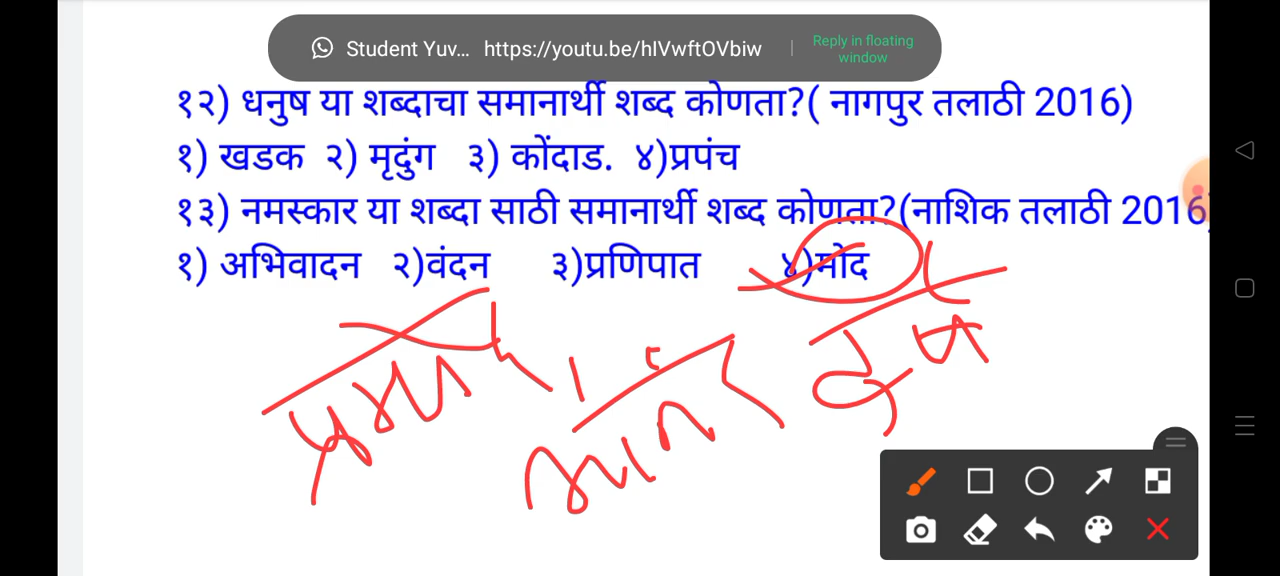 Student Yuv... https://youtu.be/hIVwftOVbiw Reply in floating window
१२) धनुष या शब्दाचा समानार्थी शब्द कोणता?( नागपुर तलाठी 2016)
१) खडक २) मृदुंग ३) कोंदाड. ४)प्रपंच
१३) नमस्कार या शब्दा साठी समानार्थी शब्द कोणता?(नाशिक तलाठी 2016)
१) अभिवादन २)वंदन ३)प्रणिपात ४)मोद